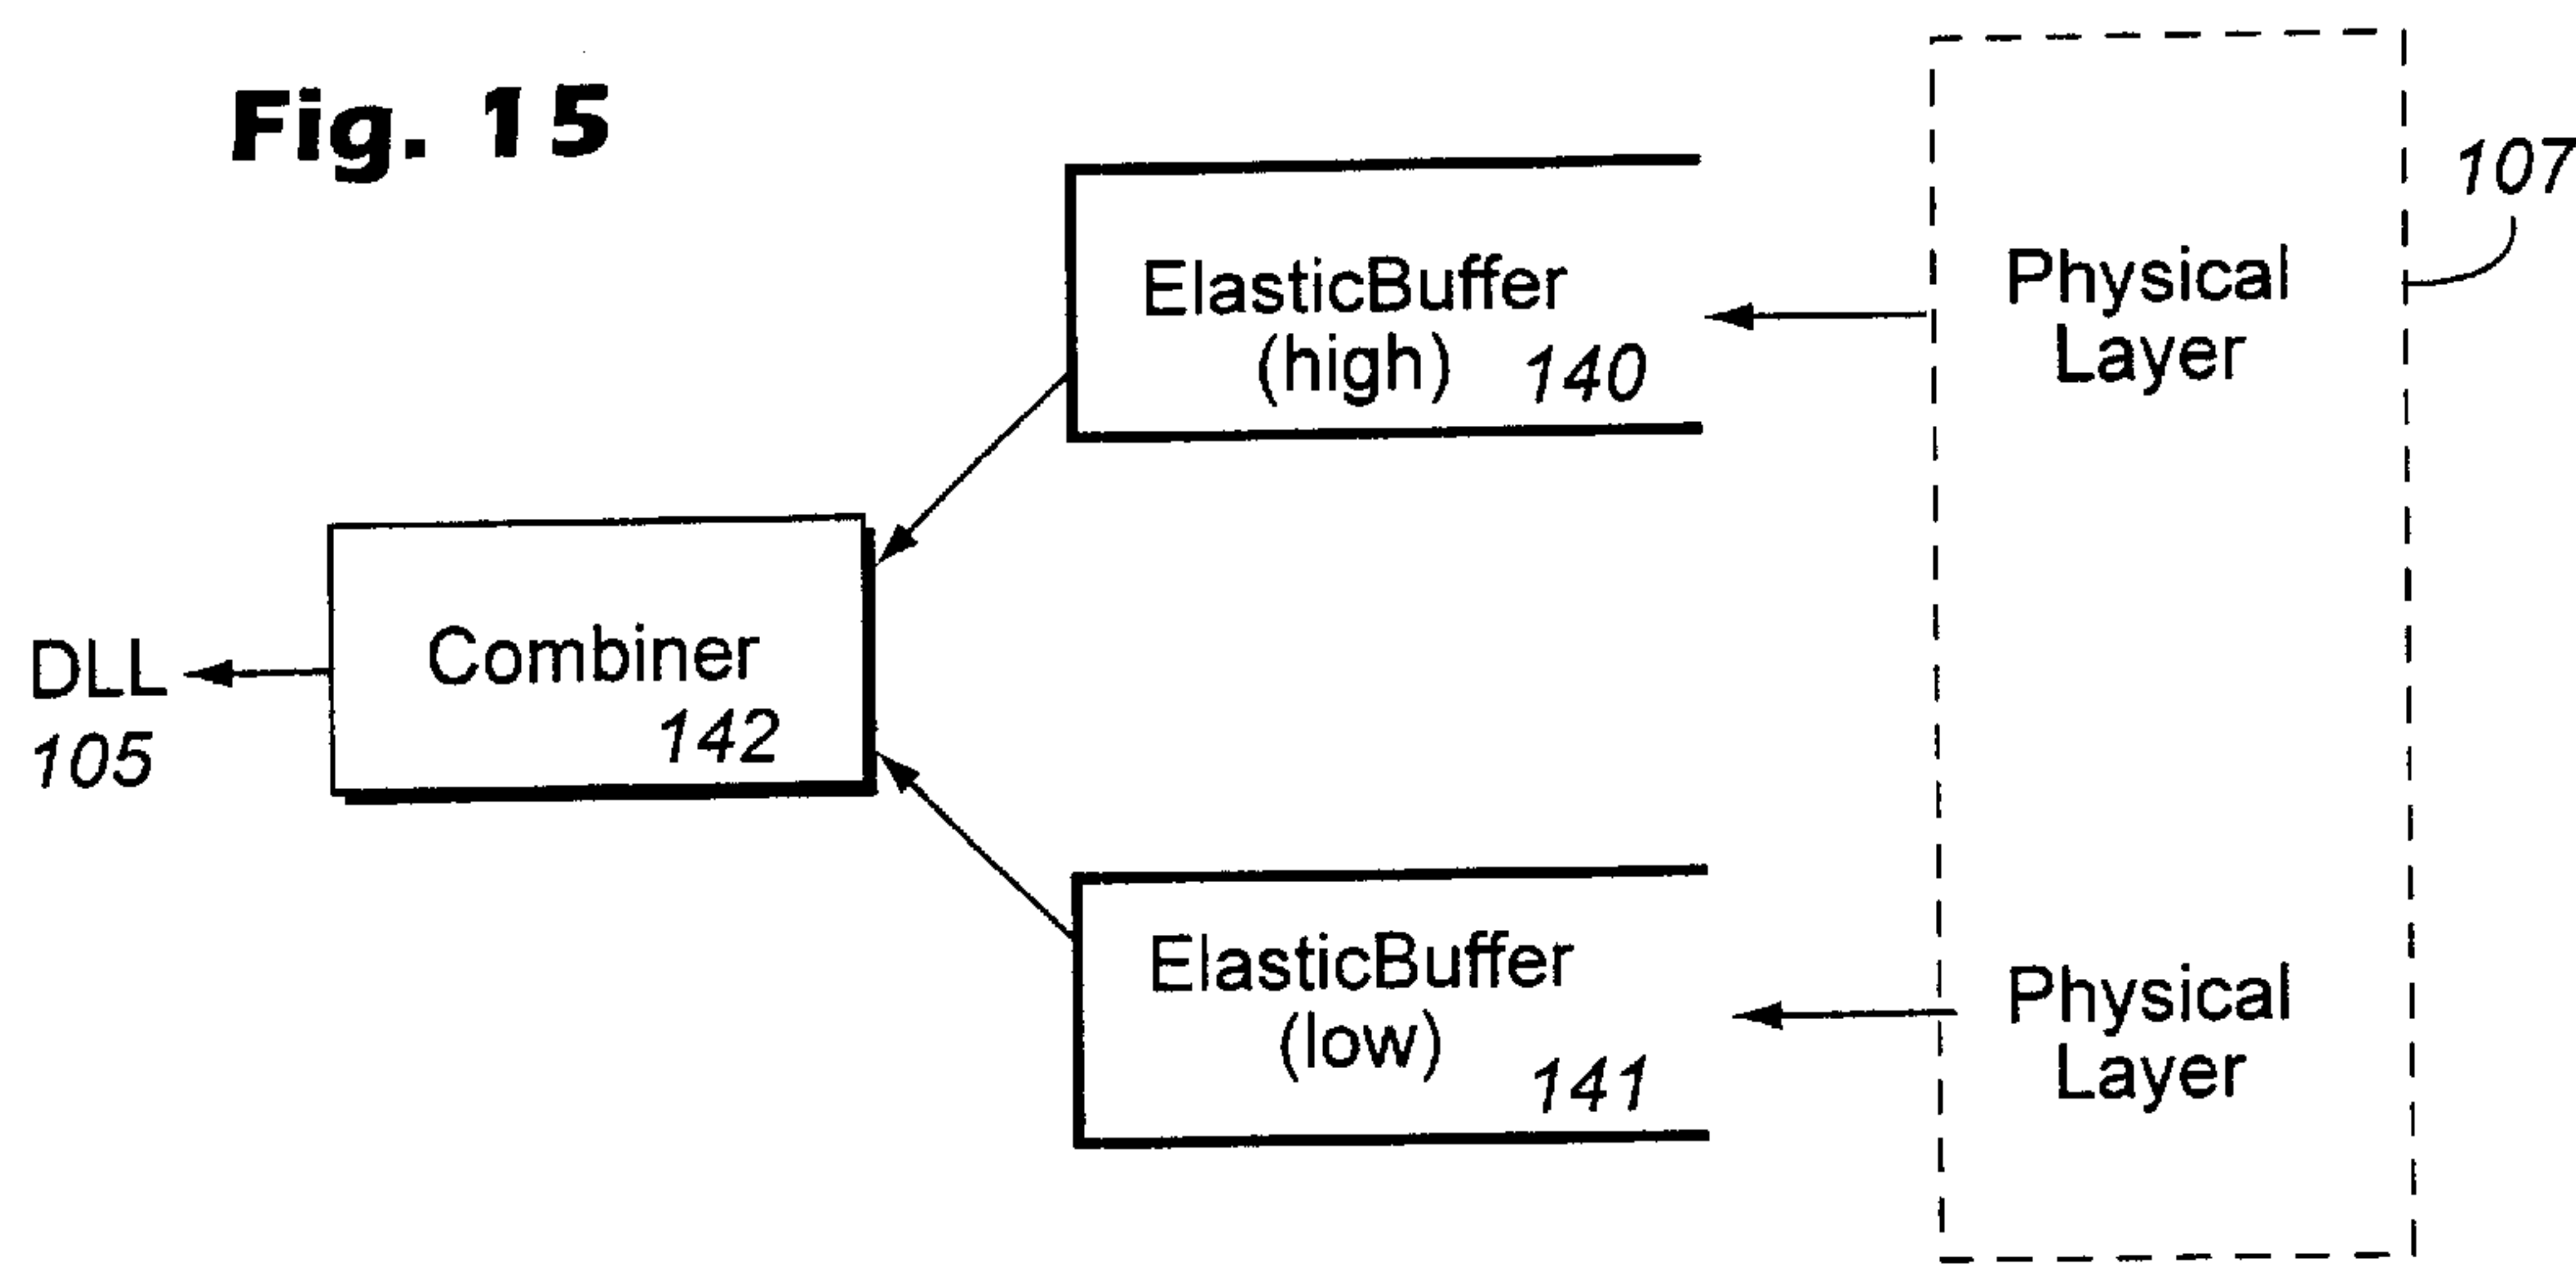 Fig. 15
107
ElasticBuffer
(high) 140
Physical
Layer
Combiner
142
DLL
105
ElasticBuffer
(low)
141
Physical
Layer